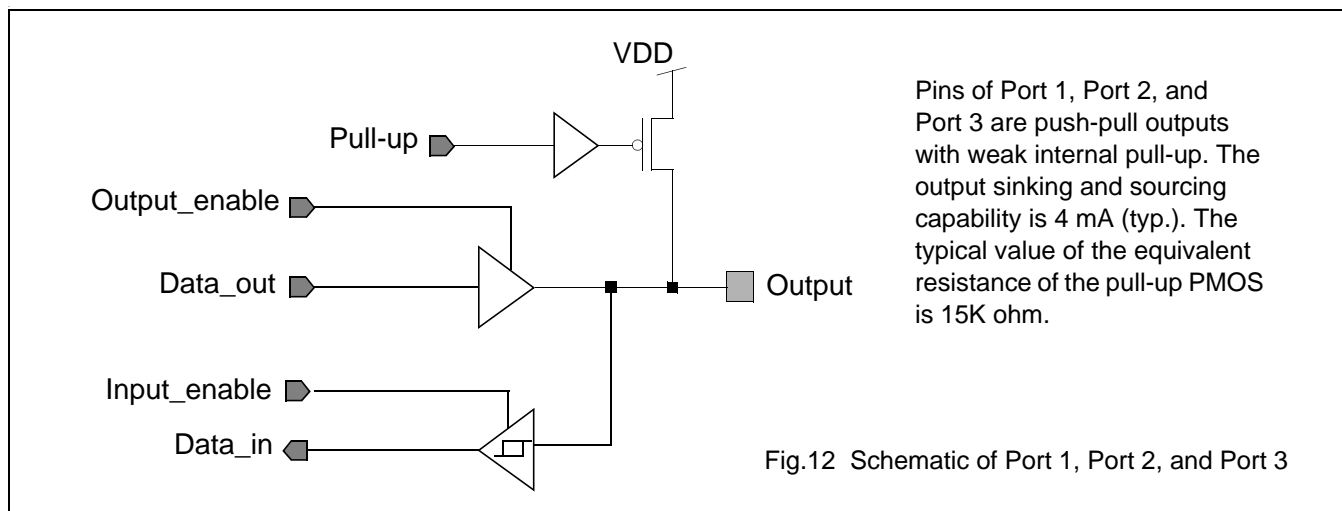 VDD
Pull-up
Output_enable
Data_out
Output
Input_enable
Data_in
Pins of Port 1, Port 2, and
Port 3 are push-pull outputs
with weak internal pull-up. The
output sinking and sourcing
capability is 4 mA (typ.). The
typical value of the equivalent
resistance of the pull-up PMOS
is 15K ohm.
Fig.12 Schematic of Port 1, Port 2, and Port 3